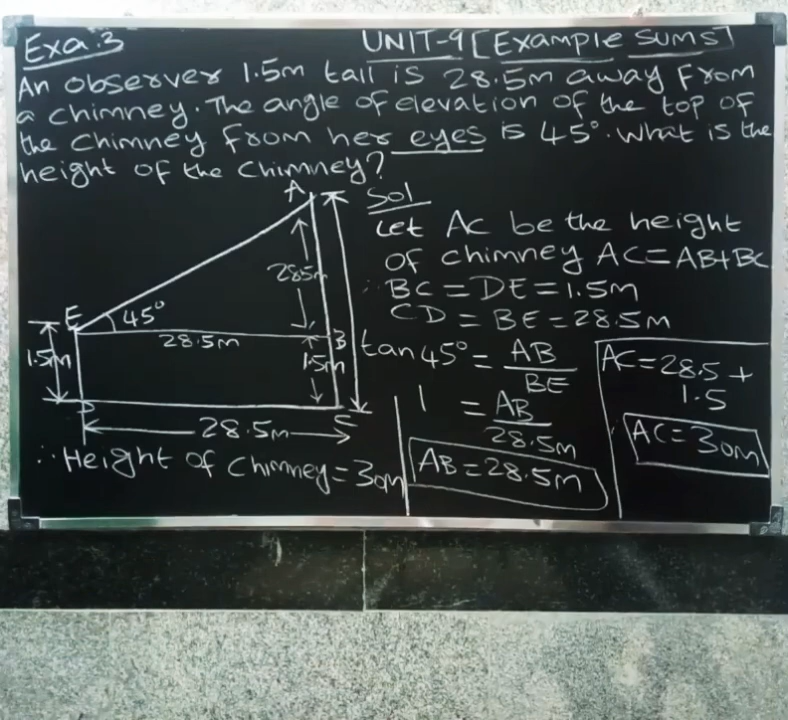 Exa.3 UNIT-9 [Example sums]
An observer 1.5m tall is 28.5m away from
a chimney. The angle of elevation of the top of
the chimney from her eyes is 45°. What is the
height of the chimney?
Sol
Let AC be the height
of chimney AC=AB+BC
BC = DE = 1.5m
CD = BE = 28.5m
tan45° = AB
BE
1 = AB
28.5m
AB = 28.5m
AC = 28.5 +
1.5
AC = 30m
A
28.5m
E
45°
28.5m
B
1.5m
1.5m
D
C
28.5m
∴ Height of Chimney = 30m